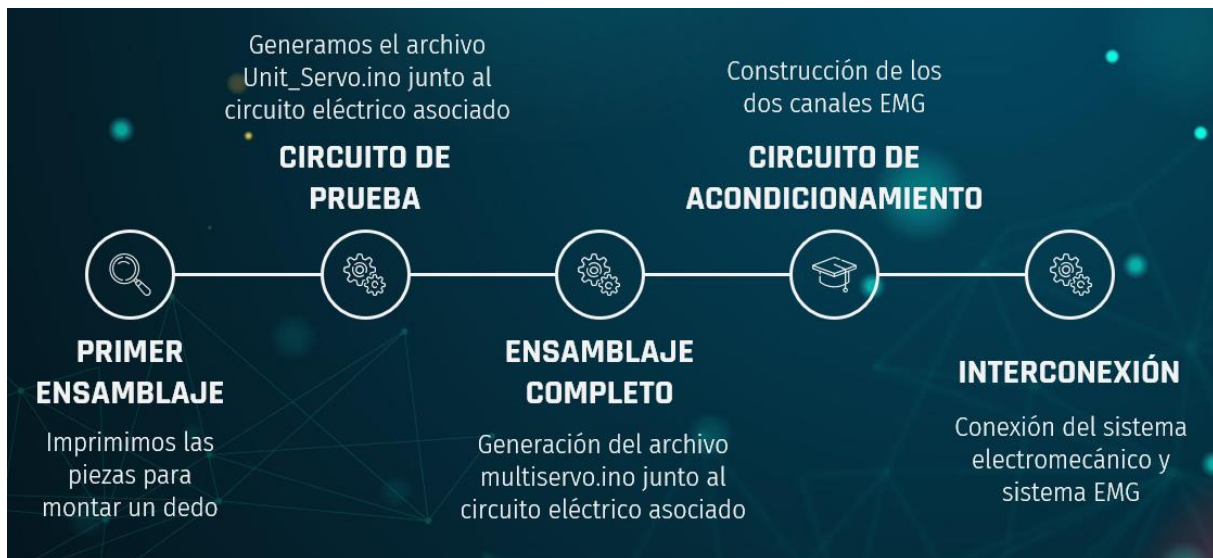 PRIMER
ENSAMBLAJE
Imprimimos las
piezas para
montar un dedo
Generamos el archivo
Unit_Servo.ino junto al
circuito eléctrico asociado
CIRCUITO DE
PRUEBA
ENSAMBLAJE
COMPLETO
Generación del archivo
multiservo.ino junto al
circuito eléctrico asociado
Construcción de los
dos canales EMG
CIRCUITO DE
ACONDICIONAMIENTO
INTERCONEXIÓN
Conexión del sistema
electromecánico y
sistema EMG